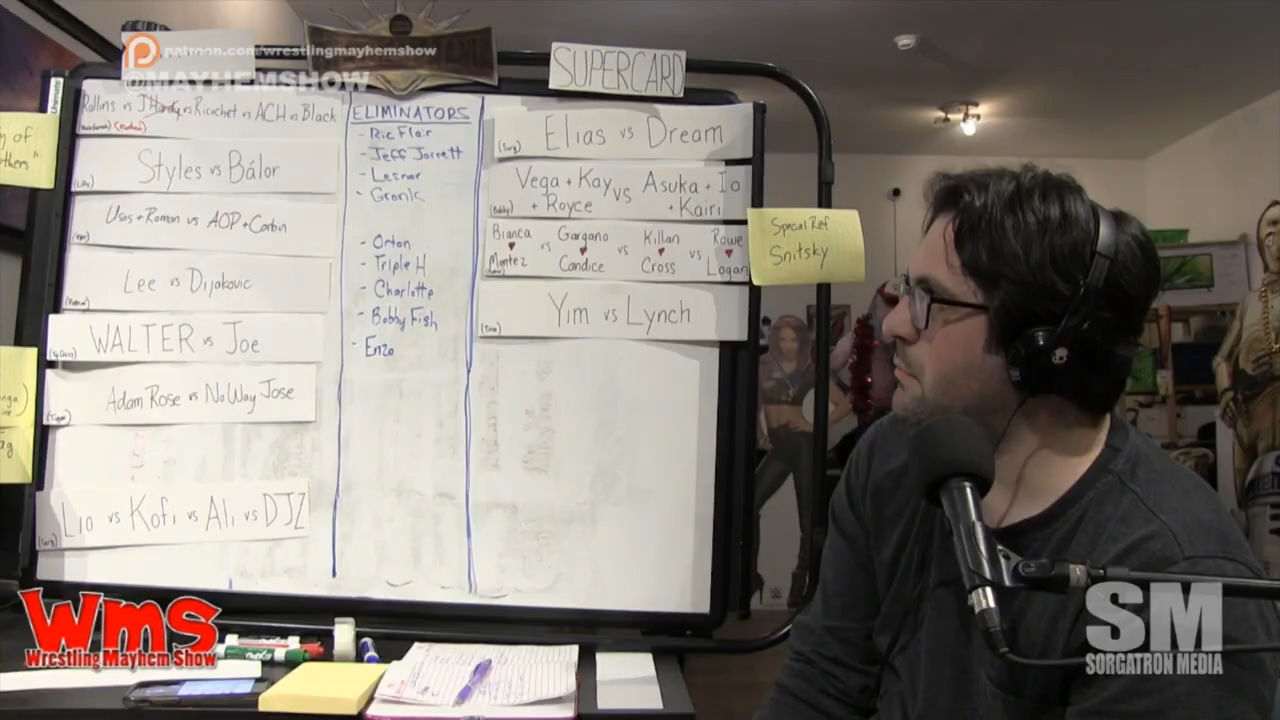 patreon.com/wrestlingmayhemshow
@MAYHEMSHOW
SUPERCARD
Rollins vs J Hardy vs Ricochet vs ACH vs Black
Styles vs Bálor
Usos + Roman vs AOP + Corbin
Lee vs Dijakovic
WALTER vs Joe
Adam Rose vs No Way Jose
Lio vs Kofi vs Ali vs DJZ
ELIMINATORS
- Ric Flair
- Jeff Jarrett
- Lesnar
- Gronk
- Orton
- Triple H
- Charlotte
- Bobby Fish
- Enzo
Elias vs Dream
(Sorg)
Vega + Kay + Royce vs Asuka + Io + Kairi
(Bobby)
Bianca ♥ Montez vs Gargano ♥ Candice vs Killan ♥ Cross vs Rowe ♥ Logan
Yim vs Lynch
Special Ref
Snitsky
WMS
Wrestling Mayhem Show
SM
SORGATRON MEDIA